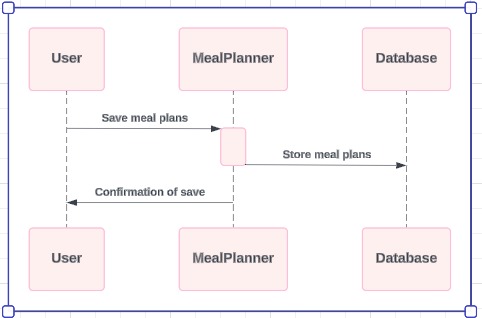 User
MealPlanner
Database
Save meal plans
Store meal plans
Confirmation of save
User
MealPlanner
Database